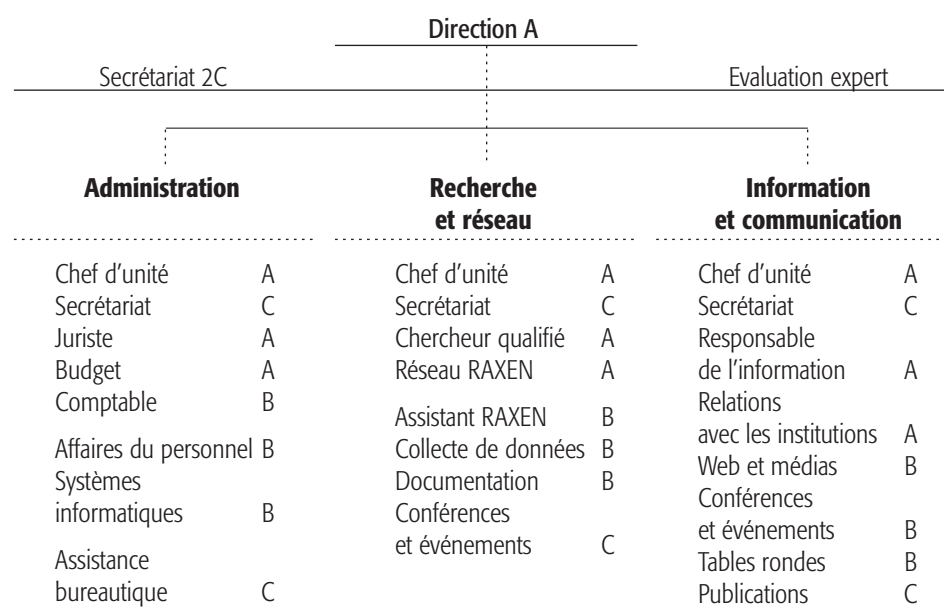 Direction A
Secrétariat 2C
Evaluation expert
Administration
Chef d'unité A
Secrétariat C
Juriste A
Budget A
Comptable B
Affaires du personnel B
Systèmes
informatiques B
Assistance
bureautique C
Recherche
et réseau
Chef d'unité A
Secrétariat C
Chercheur qualifié A
Réseau RAXEN A
Assistant RAXEN B
Collecte de données B
Documentation B
Conférences
et événements C
Information
et communication
Chef d'unité A
Secrétariat C
Responsable
de l'information A
Relations
avec les institutions A
Web et médias B
Conférences
et événements B
Tables rondes B
Publications C